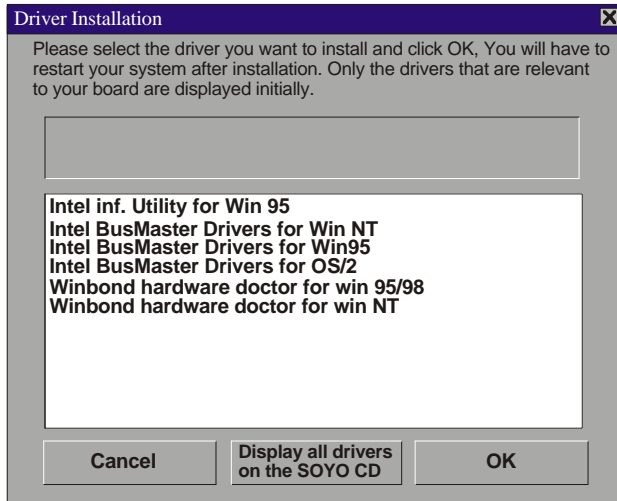 Driver Installation
Please select the driver you want to install and click OK, You will have to
restart your system after installation. Only the drivers that are relevant
to your board are displayed initially.
Intel inf. Utility for Win 95
Intel BusMaster Drivers for Win NT
Intel BusMaster Drivers for Win95
Intel BusMaster Drivers for OS/2
Winbond hardware doctor for win 95/98
Winbond hardware doctor for win NT
Cancel
Display all drivers
on the SOYO CD
OK